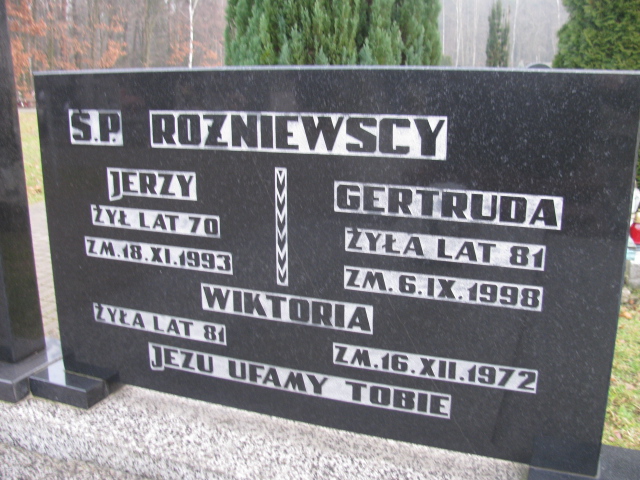 Ś.P. ROŻNIEWSCY
JERZY
ŻYŁ LAT 70
ZM. 18. XI. 1993
GERTRUDA
ŻYŁA LAT 81
ZM. 6. IX. 1998
WIKTORIA
ŻYŁA LAT 81
ZM. 16. XII. 1972
JEZU UFAMY TOBIE